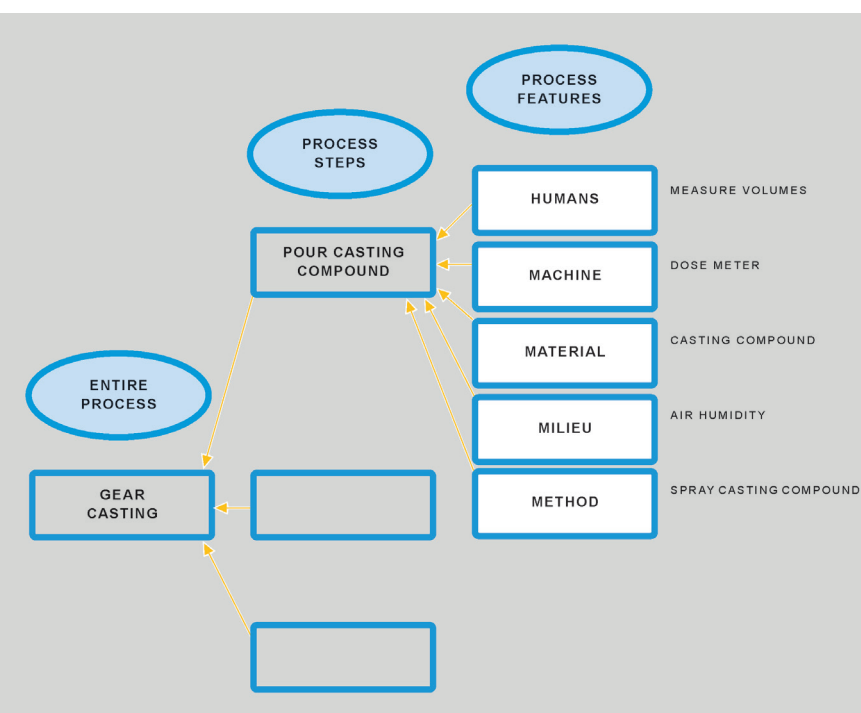 PROCESS
FEATURES
PROCESS
STEPS
HUMANS
MEASURE VOLUMES
POUR CASTING
COMPOUND
MACHINE
DOSE METER
MATERIAL
CASTING COMPOUND
ENTIRE
PROCESS
MILIEU
AIR HUMIDITY
GEAR
CASTING
METHOD
SPRAY CASTING COMPOUND